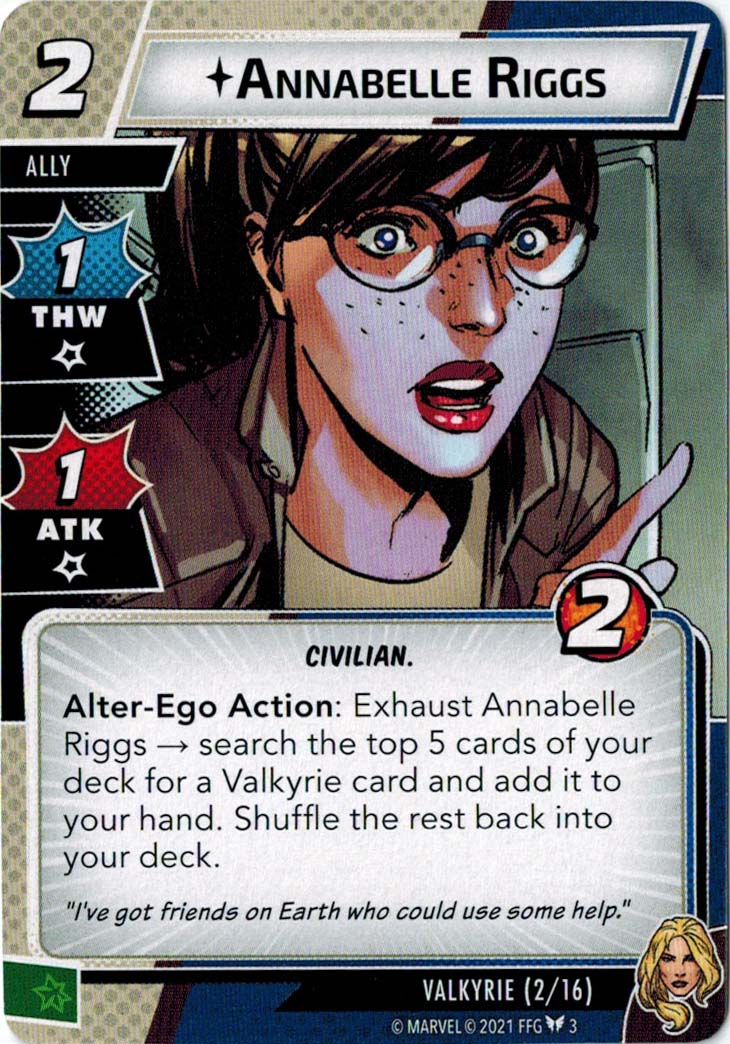 2
ANNABELLE RIGGS
ALLY
1
THW
1
ATK
2
CIVILIAN.
Alter-Ego Action: Exhaust Annabelle
Riggs → search the top 5 cards of your
deck for a Valkyrie card and add it to
your hand. Shuffle the rest back into
your deck.
"I've got friends on Earth who could use some help."
VALKYRIE (2/16)
© MARVEL © 2021 FFG 3